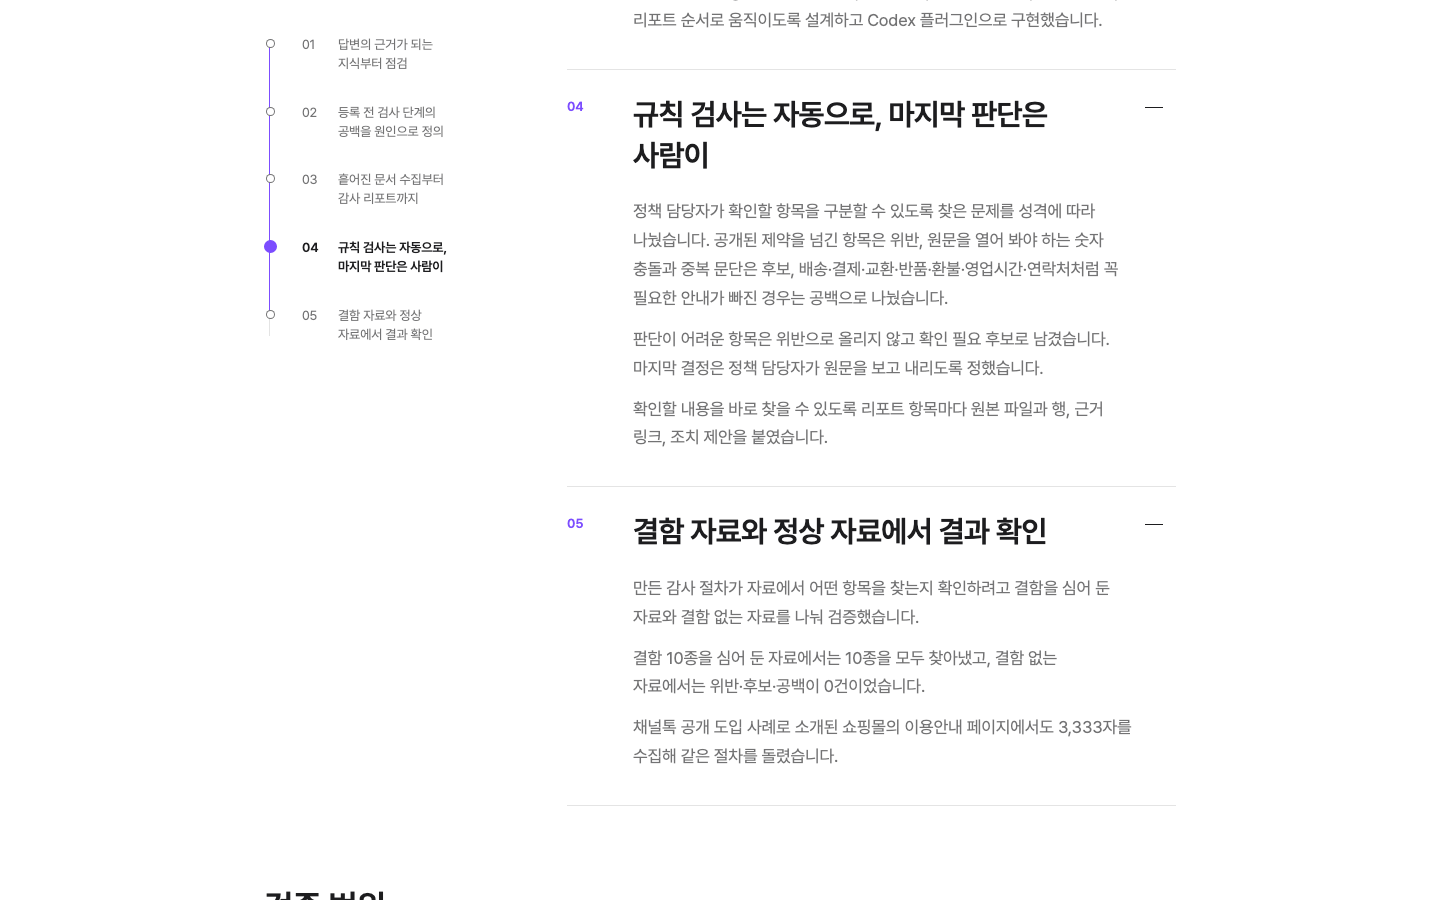 리포트 순서로 움직이도록 설계하고 Codex 플러그인으로 구현했습니다.
01 답변의 근거가 되는
지식부터 점검
02 등록 전 검사 단계의
공백을 원인으로 정의
03 흩어진 문서 수집부터
감사 리포트까지
04 규칙 검사는 자동으로,
마지막 판단은 사람이
05 결함 자료와 정상
자료에서 결과 확인
04 규칙 검사는 자동으로, 마지막 판단은
사람이
정책 담당자가 확인할 항목을 구분할 수 있도록 찾은 문제를 성격에 따라
나눴습니다. 공개된 제약을 넘긴 항목은 위반, 원문을 열어 봐야 하는 숫자
충돌과 중복 문단은 후보, 배송·결제·교환·반품·환불·영업시간·연락처처럼 꼭
필요한 안내가 빠진 경우는 공백으로 나눴습니다.
판단이 어려운 항목은 위반으로 올리지 않고 확인 필요 후보로 남겼습니다.
마지막 결정은 정책 담당자가 원문을 보고 내리도록 정했습니다.
확인할 내용을 바로 찾을 수 있도록 리포트 항목마다 원본 파일과 행, 근거
링크, 조치 제안을 붙였습니다.
05 결함 자료와 정상 자료에서 결과 확인
만든 감사 절차가 자료에서 어떤 항목을 찾는지 확인하려고 결함을 심어 둔
자료와 결함 없는 자료를 나눠 검증했습니다.
결함 10종을 심어 둔 자료에서는 10종을 모두 찾아냈고, 결함 없는
자료에서는 위반·후보·공백이 0건이었습니다.
채널톡 공개 도입 사례로 소개된 쇼핑몰의 이용안내 페이지에서도 3,333자를
수집해 같은 절차를 돌렸습니다.